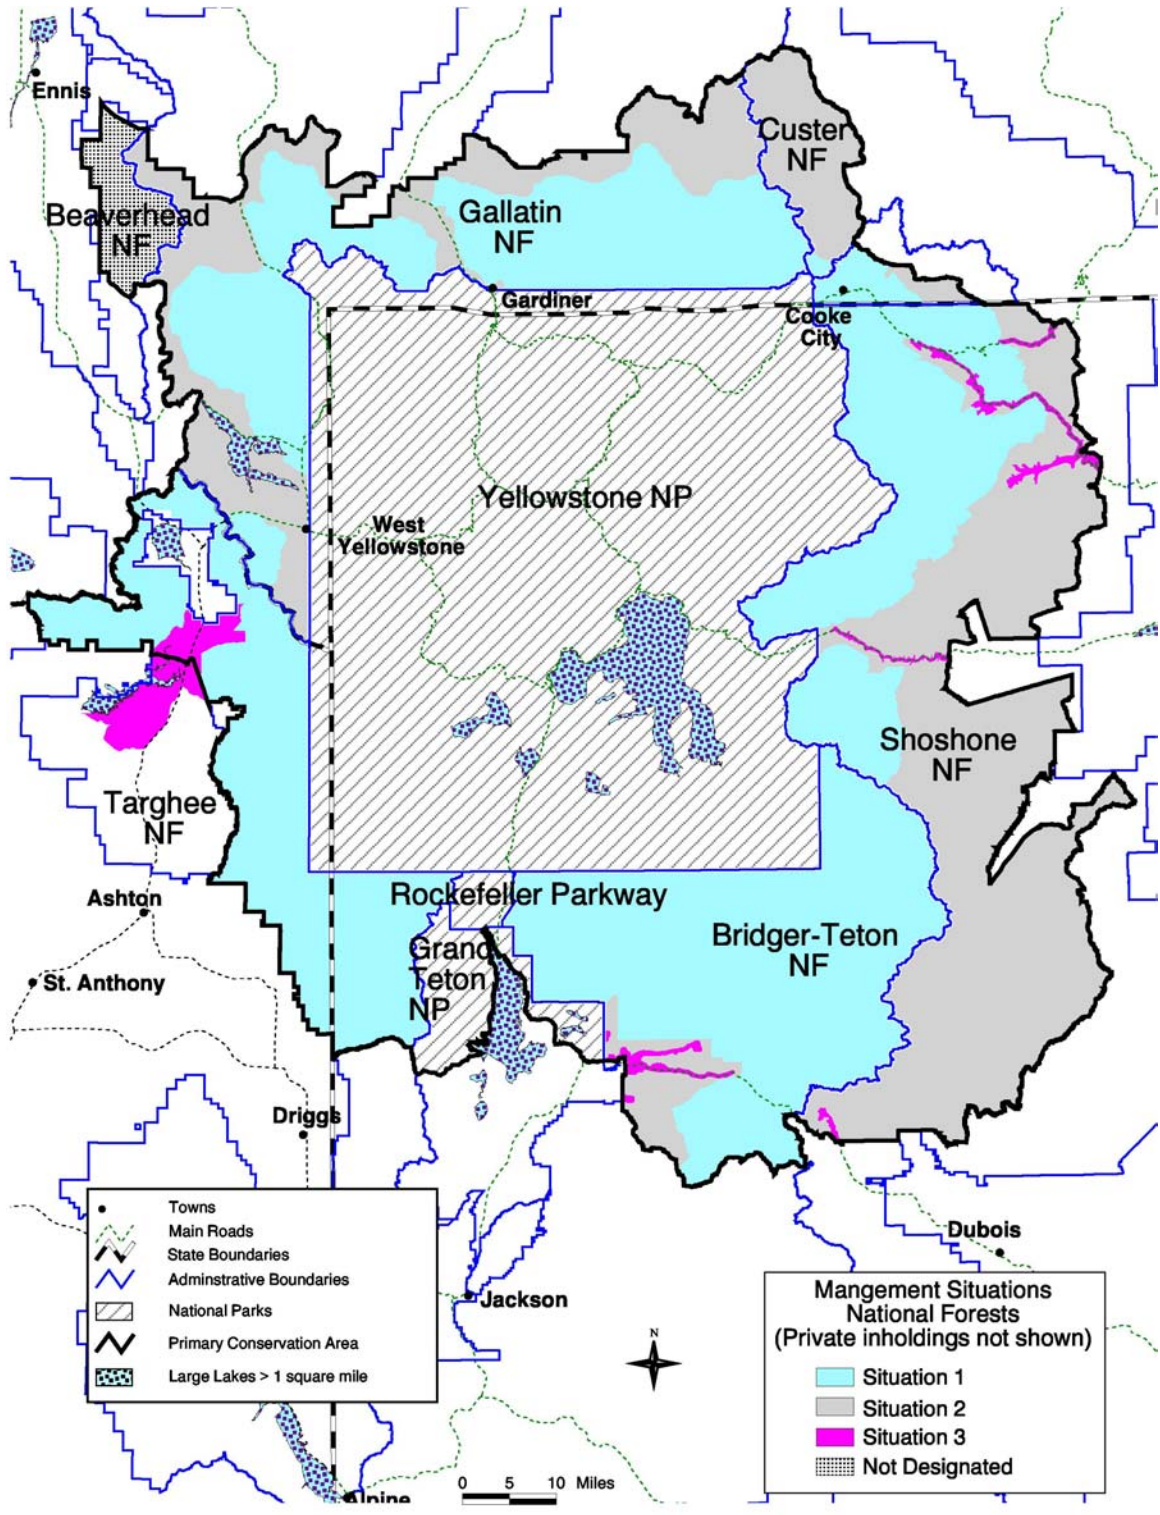 Ennis
Custer
NF
Beaverhead
NF
Gallatin
NF
Gardiner
Cooke
City
Yellowstone NP
West
Yellowstone
Shoshone
NF
Targhee
NF
Ashton
Rockefeller Parkway
Bridger-Teton
NF
Grand
Teton
NP
St. Anthony
Driggs
Towns
Main Roads
State Boundaries
Adminstrative Boundaries
National Parks
Primary Conservation Area
Large Lakes > 1 square mile
Dubois
Jackson
N
Mangement Situations
National Forests
(Private inholdings not shown)
Situation 1
Situation 2
Situation 3
Not Designated
0 5 10 Miles
Alpine